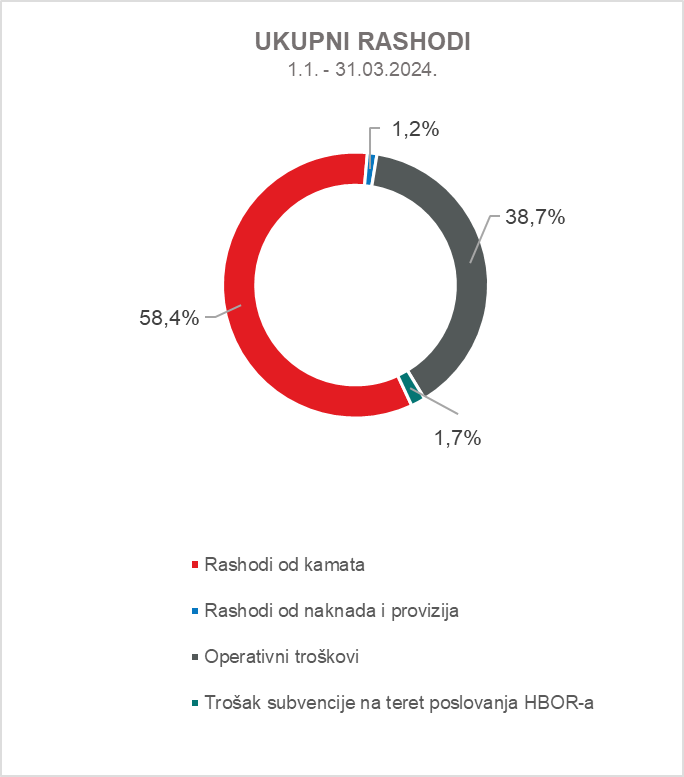 UKUPNI RASHODI
1.1. - 31.03.2024.
1,2%
38,7%
58,4%
1,7%
Rashodi od kamata
Rashodi od naknada i provizija
Operativni troškovi
Trošak subvencije na teret poslovanja HBOR-a